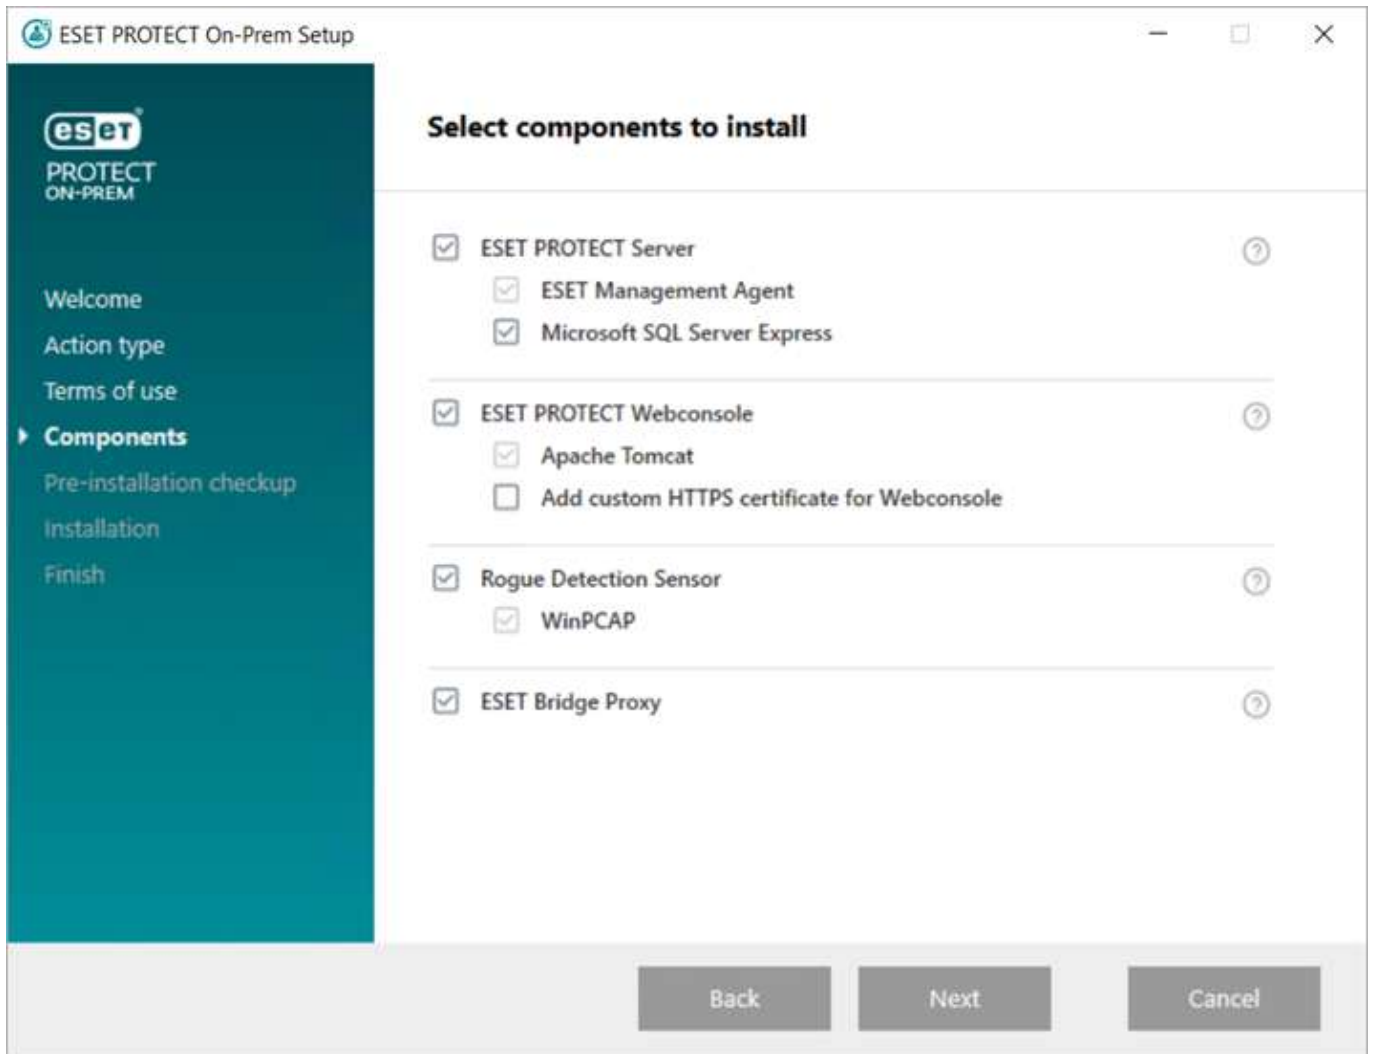 ESET PROTECT On-Prem Setup
eset
PROTECT
ON-PREM
Welcome
Action type
Terms of use
Components
Pre-installation checkup
Installation
Finish
Select components to install
ESET PROTECT Server
ESET Management Agent
Microsoft SQL Server Express
ESET PROTECT Webconsole
Apache Tomcat
Add custom HTTPS certificate for Webconsole
Rogue Detection Sensor
WinPCAP
ESET Bridge Proxy
Back
Next
Cancel